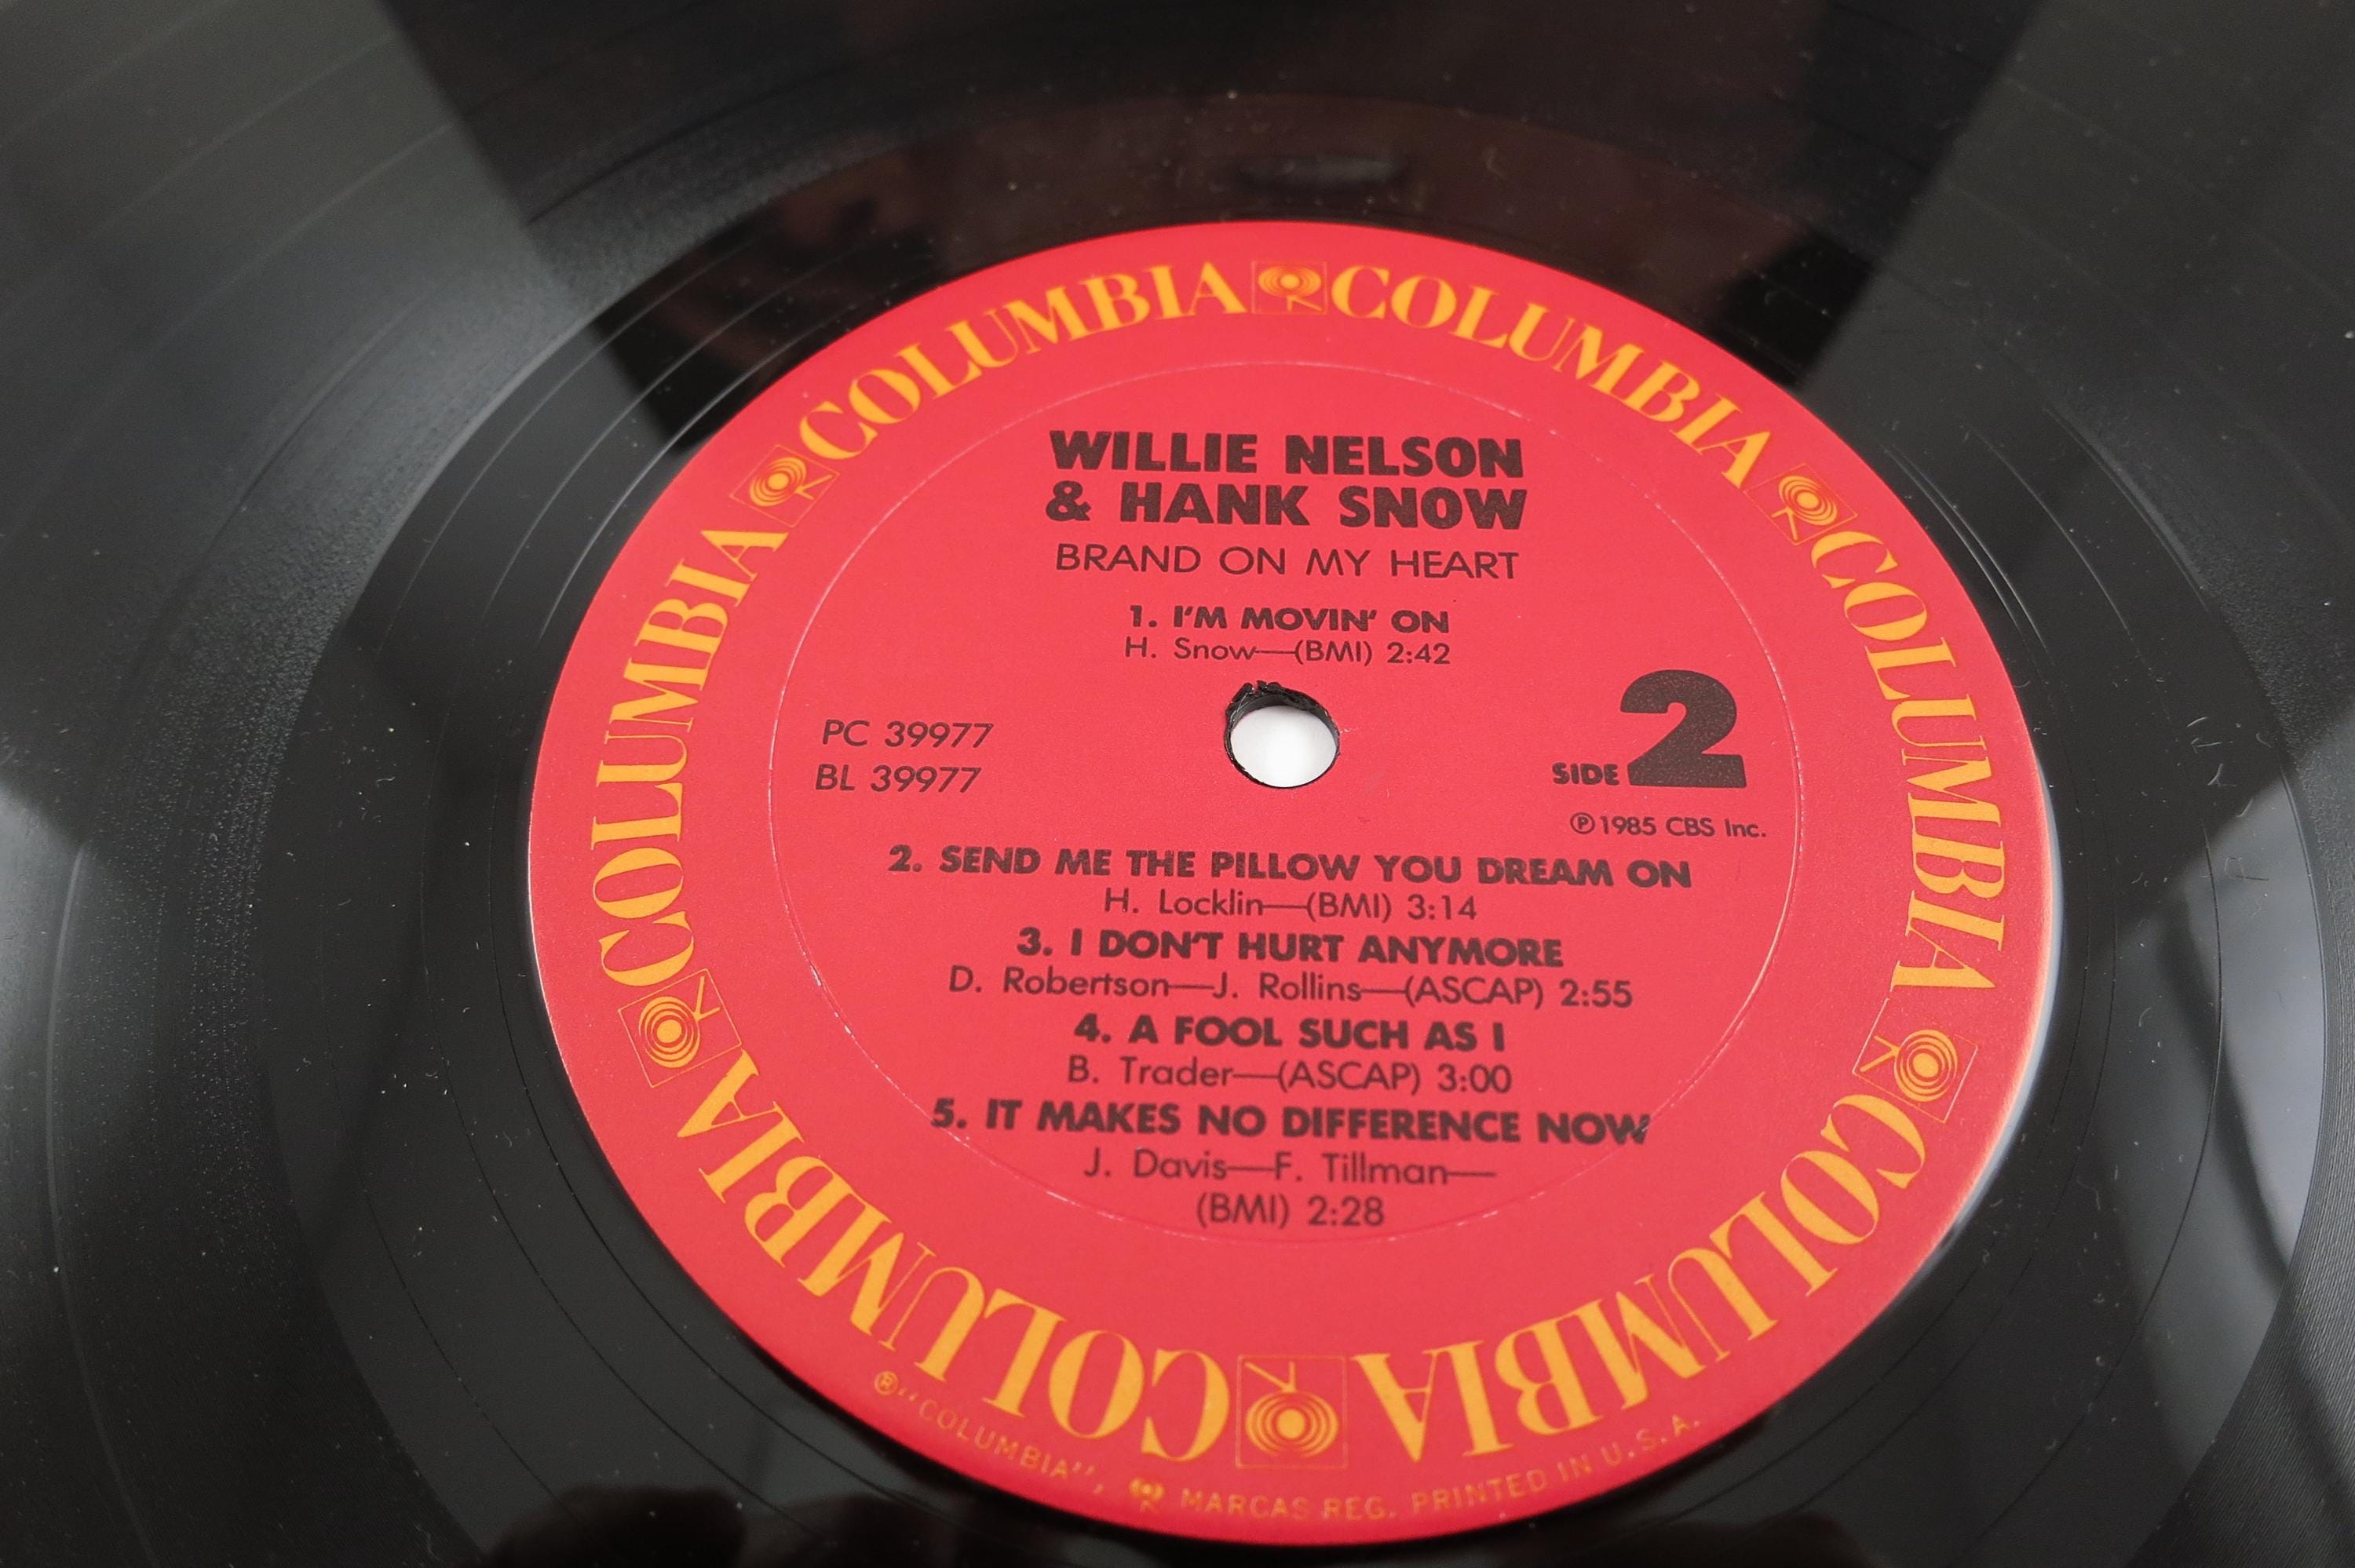 COLUMBIA COLUMBIA COLUMBIA COLUMBIA COLUMBIA COLUMBIA
WILLIE NELSON
& HANK SNOW
BRAND ON MY HEART
1. I'M MOVIN' ON
H. Snow—(BMI) 2:42
PC 39977
BL 39977
SIDE 2
℗ 1985 CBS Inc.
2. SEND ME THE PILLOW YOU DREAM ON
H. Locklin—(BMI) 3:14
3. I DON'T HURT ANYMORE
D. Robertson—J. Rollins—(ASCAP) 2:55
4. A FOOL SUCH AS I
B. Trader—(ASCAP) 3:00
5. IT MAKES NO DIFFERENCE NOW
J. Davis—F. Tillman—
(BMI) 2:28
® "COLUMBIA", MARCAS REG. PRINTED IN U.S.A.